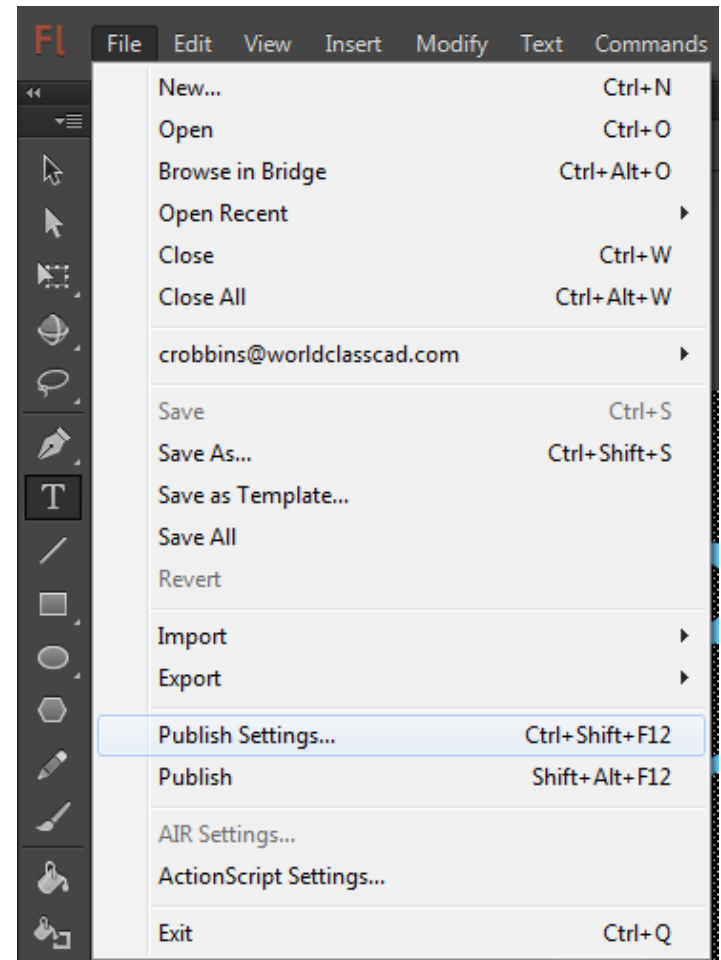 Fl File Edit View Insert Modify Text Commands
New... Ctrl+N
Open Ctrl+O
Browse in Bridge Ctrl+Alt+O
Open Recent
Close Ctrl+W
Close All Ctrl+Alt+W
crobbins@worldclasscad.com
Save Ctrl+S
Save As... Ctrl+Shift+S
Save as Template...
Save All
Revert
Import
Export
Publish Settings... Ctrl+Shift+F12
Publish Shift+Alt+F12
AIR Settings...
ActionScript Settings...
Exit Ctrl+Q
T